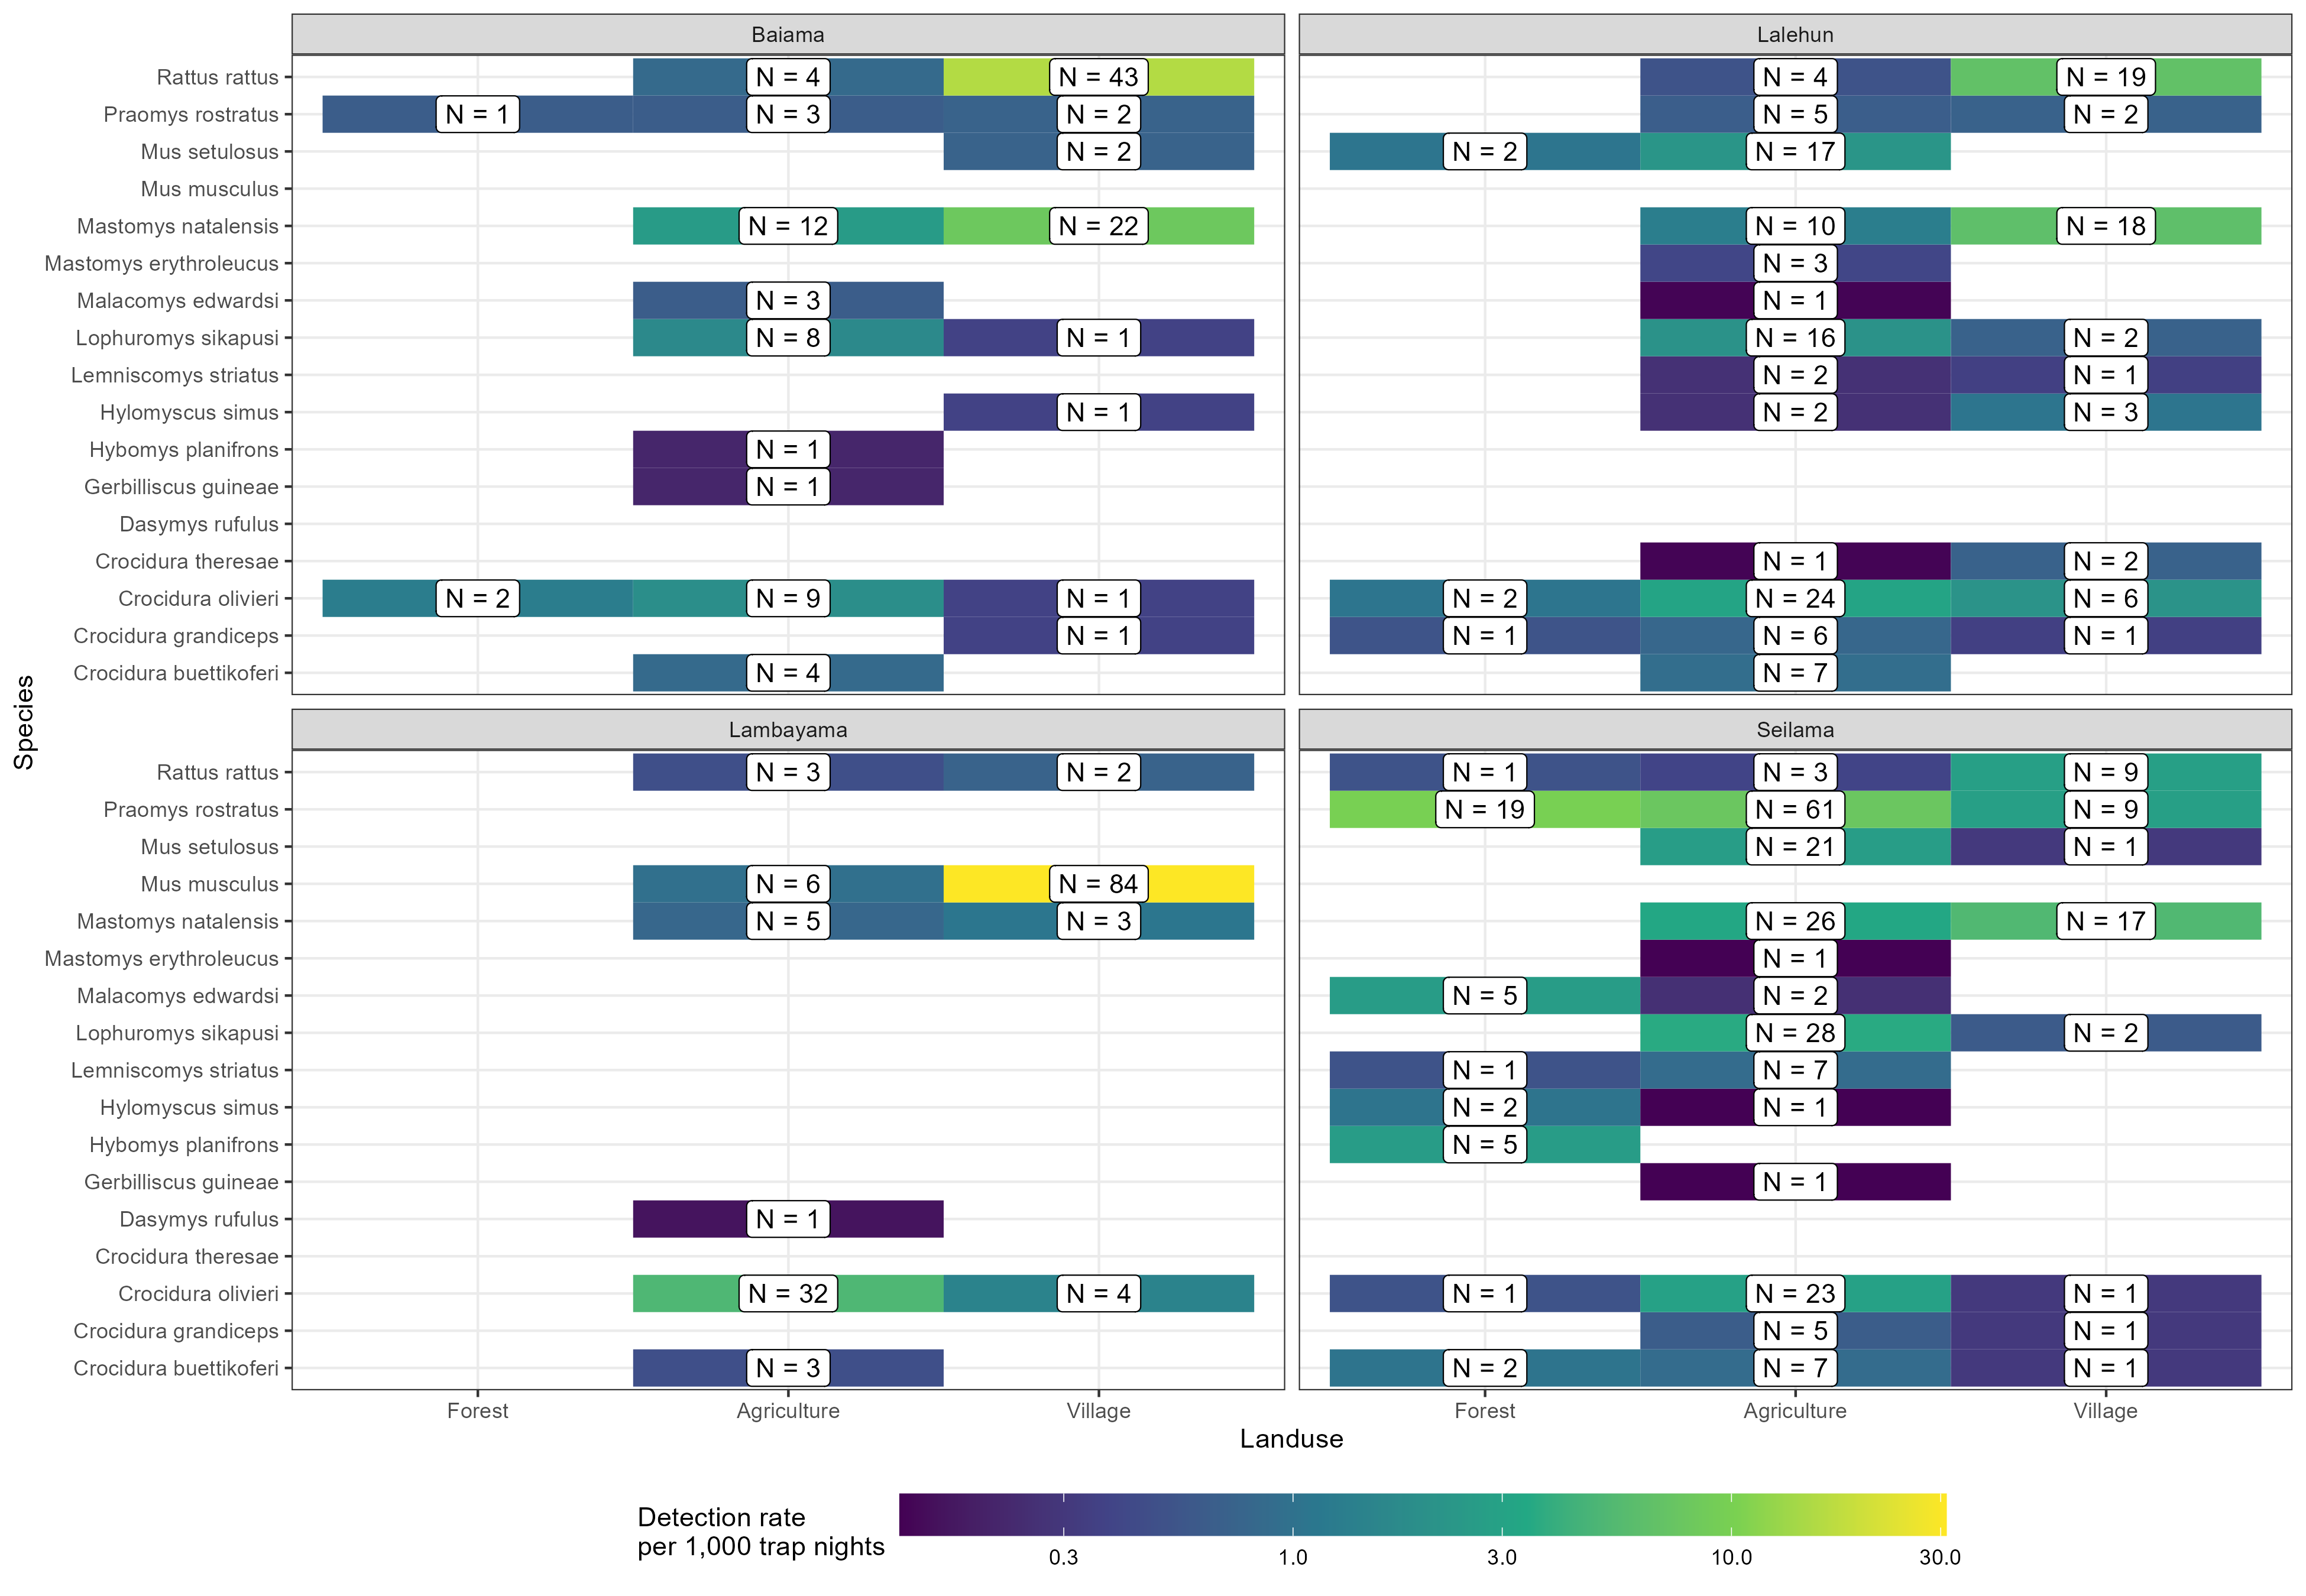 Baiama
Lalehun
Rattus rattus
N = 4
N = 43
N = 4
N = 19
Praomys rostratus
N = 1
N = 3
N = 2
N = 5
N = 2
Mus setulosus
N = 2
N = 2
N = 17
Mus musculus
Mastomys natalensis
N = 12
N = 22
N = 10
N = 18
Mastomys erythroleucus
N = 3
Malacomys edwardsi
N = 3
N = 1
Lophuromys sikapusi
N = 8
N = 1
N = 16
N = 2
Lemniscomys striatus
N = 2
N = 1
Hylomyscus simus
N = 1
N = 2
N = 3
Hybomys planifrons
N = 1
Gerbilliscus guineae
N = 1
Dasymys rufulus
Crocidura theresae
N = 1
N = 2
Crocidura olivieri
N = 2
N = 9
N = 1
N = 2
N = 24
N = 6
Crocidura grandiceps
N = 1
N = 1
N = 6
N = 1
Crocidura buettikoferi
N = 4
N = 7
Species
Lambayama
Seilama
Rattus rattus
N = 3
N = 2
N = 1
N = 3
N = 9
Praomys rostratus
N = 19
N = 61
N = 9
Mus setulosus
N = 21
N = 1
Mus musculus
N = 6
N = 84
Mastomys natalensis
N = 5
N = 3
N = 26
N = 17
Mastomys erythroleucus
N = 1
Malacomys edwardsi
N = 5
N = 2
Lophuromys sikapusi
N = 28
N = 2
Lemniscomys striatus
N = 1
N = 7
Hylomyscus simus
N = 2
N = 1
Hybomys planifrons
N = 5
Gerbilliscus guineae
N = 1
Dasymys rufulus
N = 1
Crocidura theresae
Crocidura olivieri
N = 32
N = 4
N = 1
N = 23
N = 1
Crocidura grandiceps
N = 5
N = 1
Crocidura buettikoferi
N = 3
N = 2
N = 7
N = 1
Forest
Agriculture
Village
Forest
Agriculture
Village
Landuse
Detection rate
per 1,000 trap nights
0.3
1.0
3.0
10.0
30.0